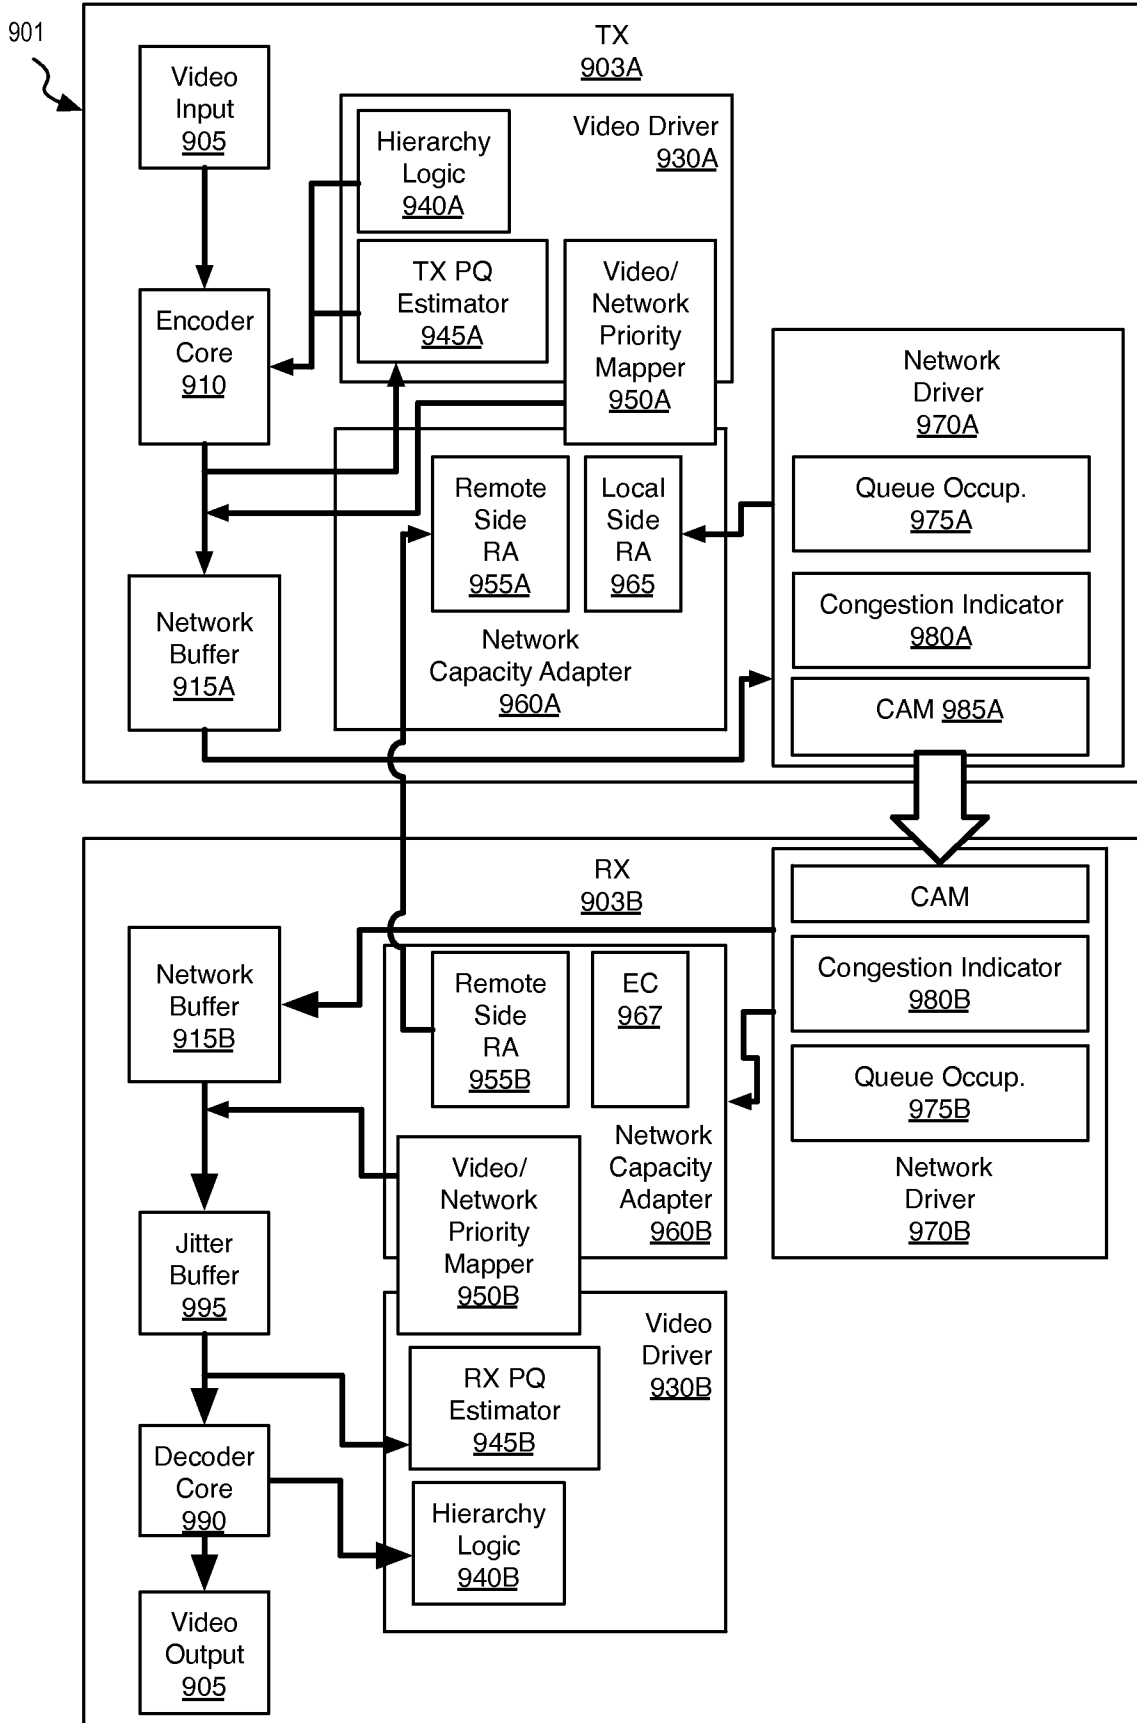 901
TX
903A
Video
Input
905
Video Driver
930A
Hierarchy
Logic
940A
TX PQ
Estimator
945A
Video/
Network
Priority
Mapper
950A
Encoder
Core
910
Network
Driver
970A
Queue Occup.
975A
Congestion Indicator
980A
CAM 985A
Remote
Side
RA
955A
Local
Side
RA
965
Network
Capacity Adapter
960A
Network
Buffer
915A
RX
903B
CAM
Congestion Indicator
980B
Queue Occup.
975B
Network
Driver
970B
Network
Buffer
915B
Remote
Side
RA
955B
EC
967
Network
Capacity
Adapter
960B
Video/
Network
Priority
Mapper
950B
Jitter
Buffer
995
Video
Driver
930B
RX PQ
Estimator
945B
Decoder
Core
990
Hierarchy
Logic
940B
Video
Output
905